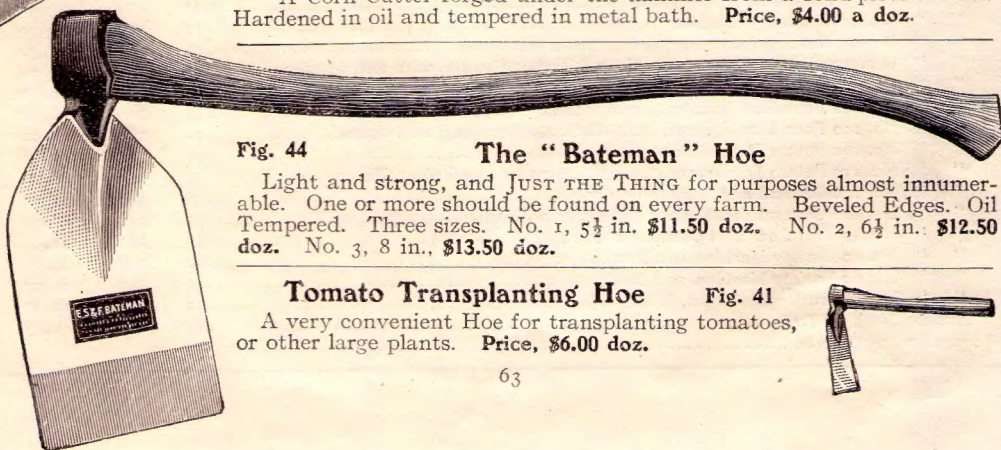 Hardened in oil and tempered in metal bath. Price, $4.00 a doz.
Fig. 44 The "Bateman" Hoe
Light and strong, and JUST THE THING for purposes almost innumer-
able. One or more should be found on every farm. Beveled Edges. Oil
Tempered. Three sizes. No. 1, 5½ in. $11.50 doz. No. 2, 6½ in. $12.50
doz. No. 3, 8 in., $13.50 doz.
E.S.& F. BATEMAN
Tomato Transplanting Hoe Fig. 41
A very convenient Hoe for transplanting tomatoes,
or other large plants. Price, $6.00 doz.
63